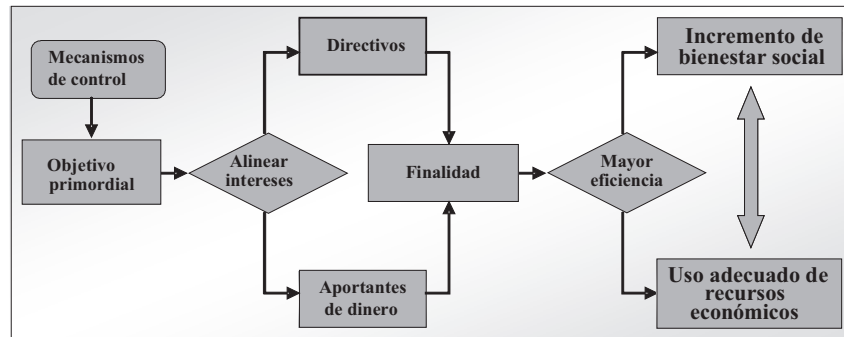 Mecanismos
de control
Objetivo
primordial
Alinear
intereses
Directivos
Aportantes
de dinero
Finalidad
Mayor
eficiencia
Incremento de
bienestar social
Uso adecuado de
recursos
económicos